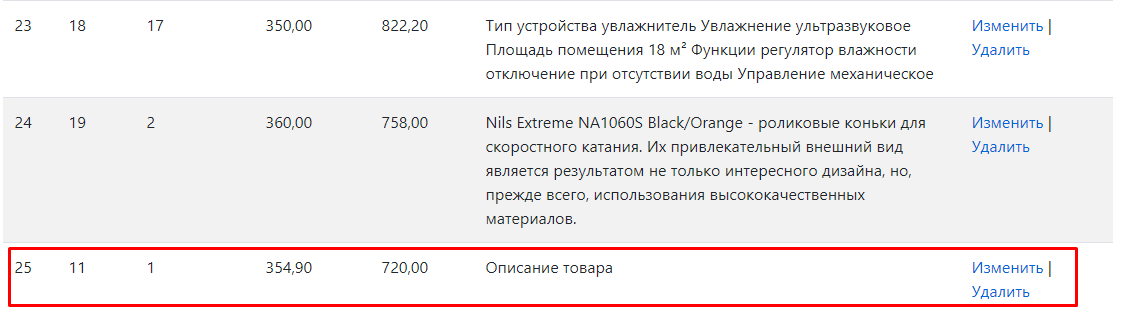 23 18 17 350,00 822,20 Тип устройства увлажнитель Увлажнение ультразвуковое Изменить |
Площадь помещения 18 м² Функции регулятор влажности Удалить
отключение при отсутствии воды Управление механическое
24 19 2 360,00 758,00 Nils Extreme NA1060S Black/Orange - роликовые коньки для Изменить |
скоростного катания. Их привлекательный внешний вид Удалить
является результатом не только интересного дизайна, но,
прежде всего, использования высококачественных
материалов.
25 11 1 354,90 720,00 Описание товара Изменить |
Удалить